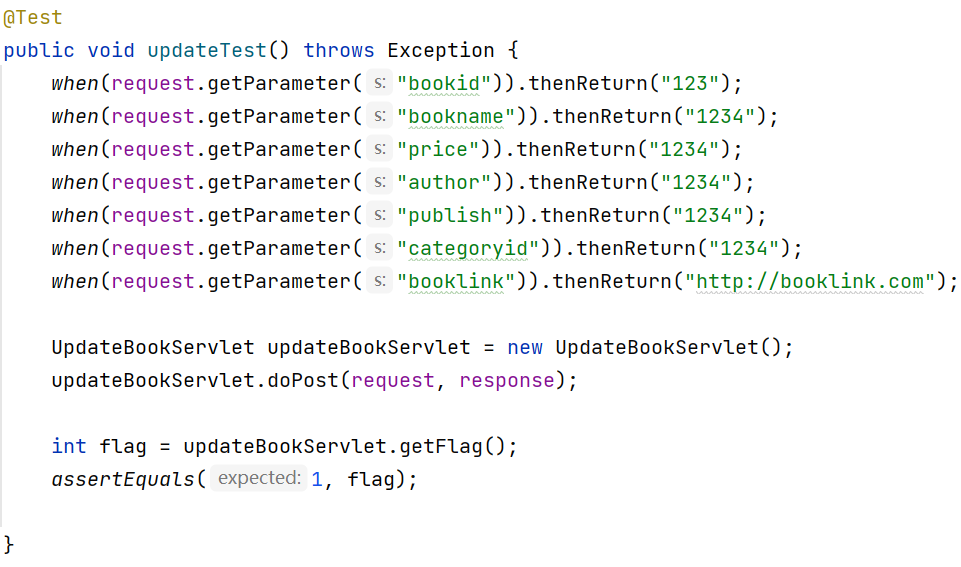 @Test
public void updateTest() throws Exception {
when(request.getParameter( s: "bookid")).thenReturn("123");
when(request.getParameter( s: "bookname")).thenReturn("1234");
when(request.getParameter( s: "price")).thenReturn("1234");
when(request.getParameter( s: "author")).thenReturn("1234");
when(request.getParameter( s: "publish")).thenReturn("1234");
when(request.getParameter( s: "categoryid")).thenReturn("1234");
when(request.getParameter( s: "booklink")).thenReturn("http://booklink.com");
UpdateBookServlet updateBookServlet = new UpdateBookServlet();
updateBookServlet.doPost(request, response);
int flag = updateBookServlet.getFlag();
assertEquals( expected: 1, flag);
}